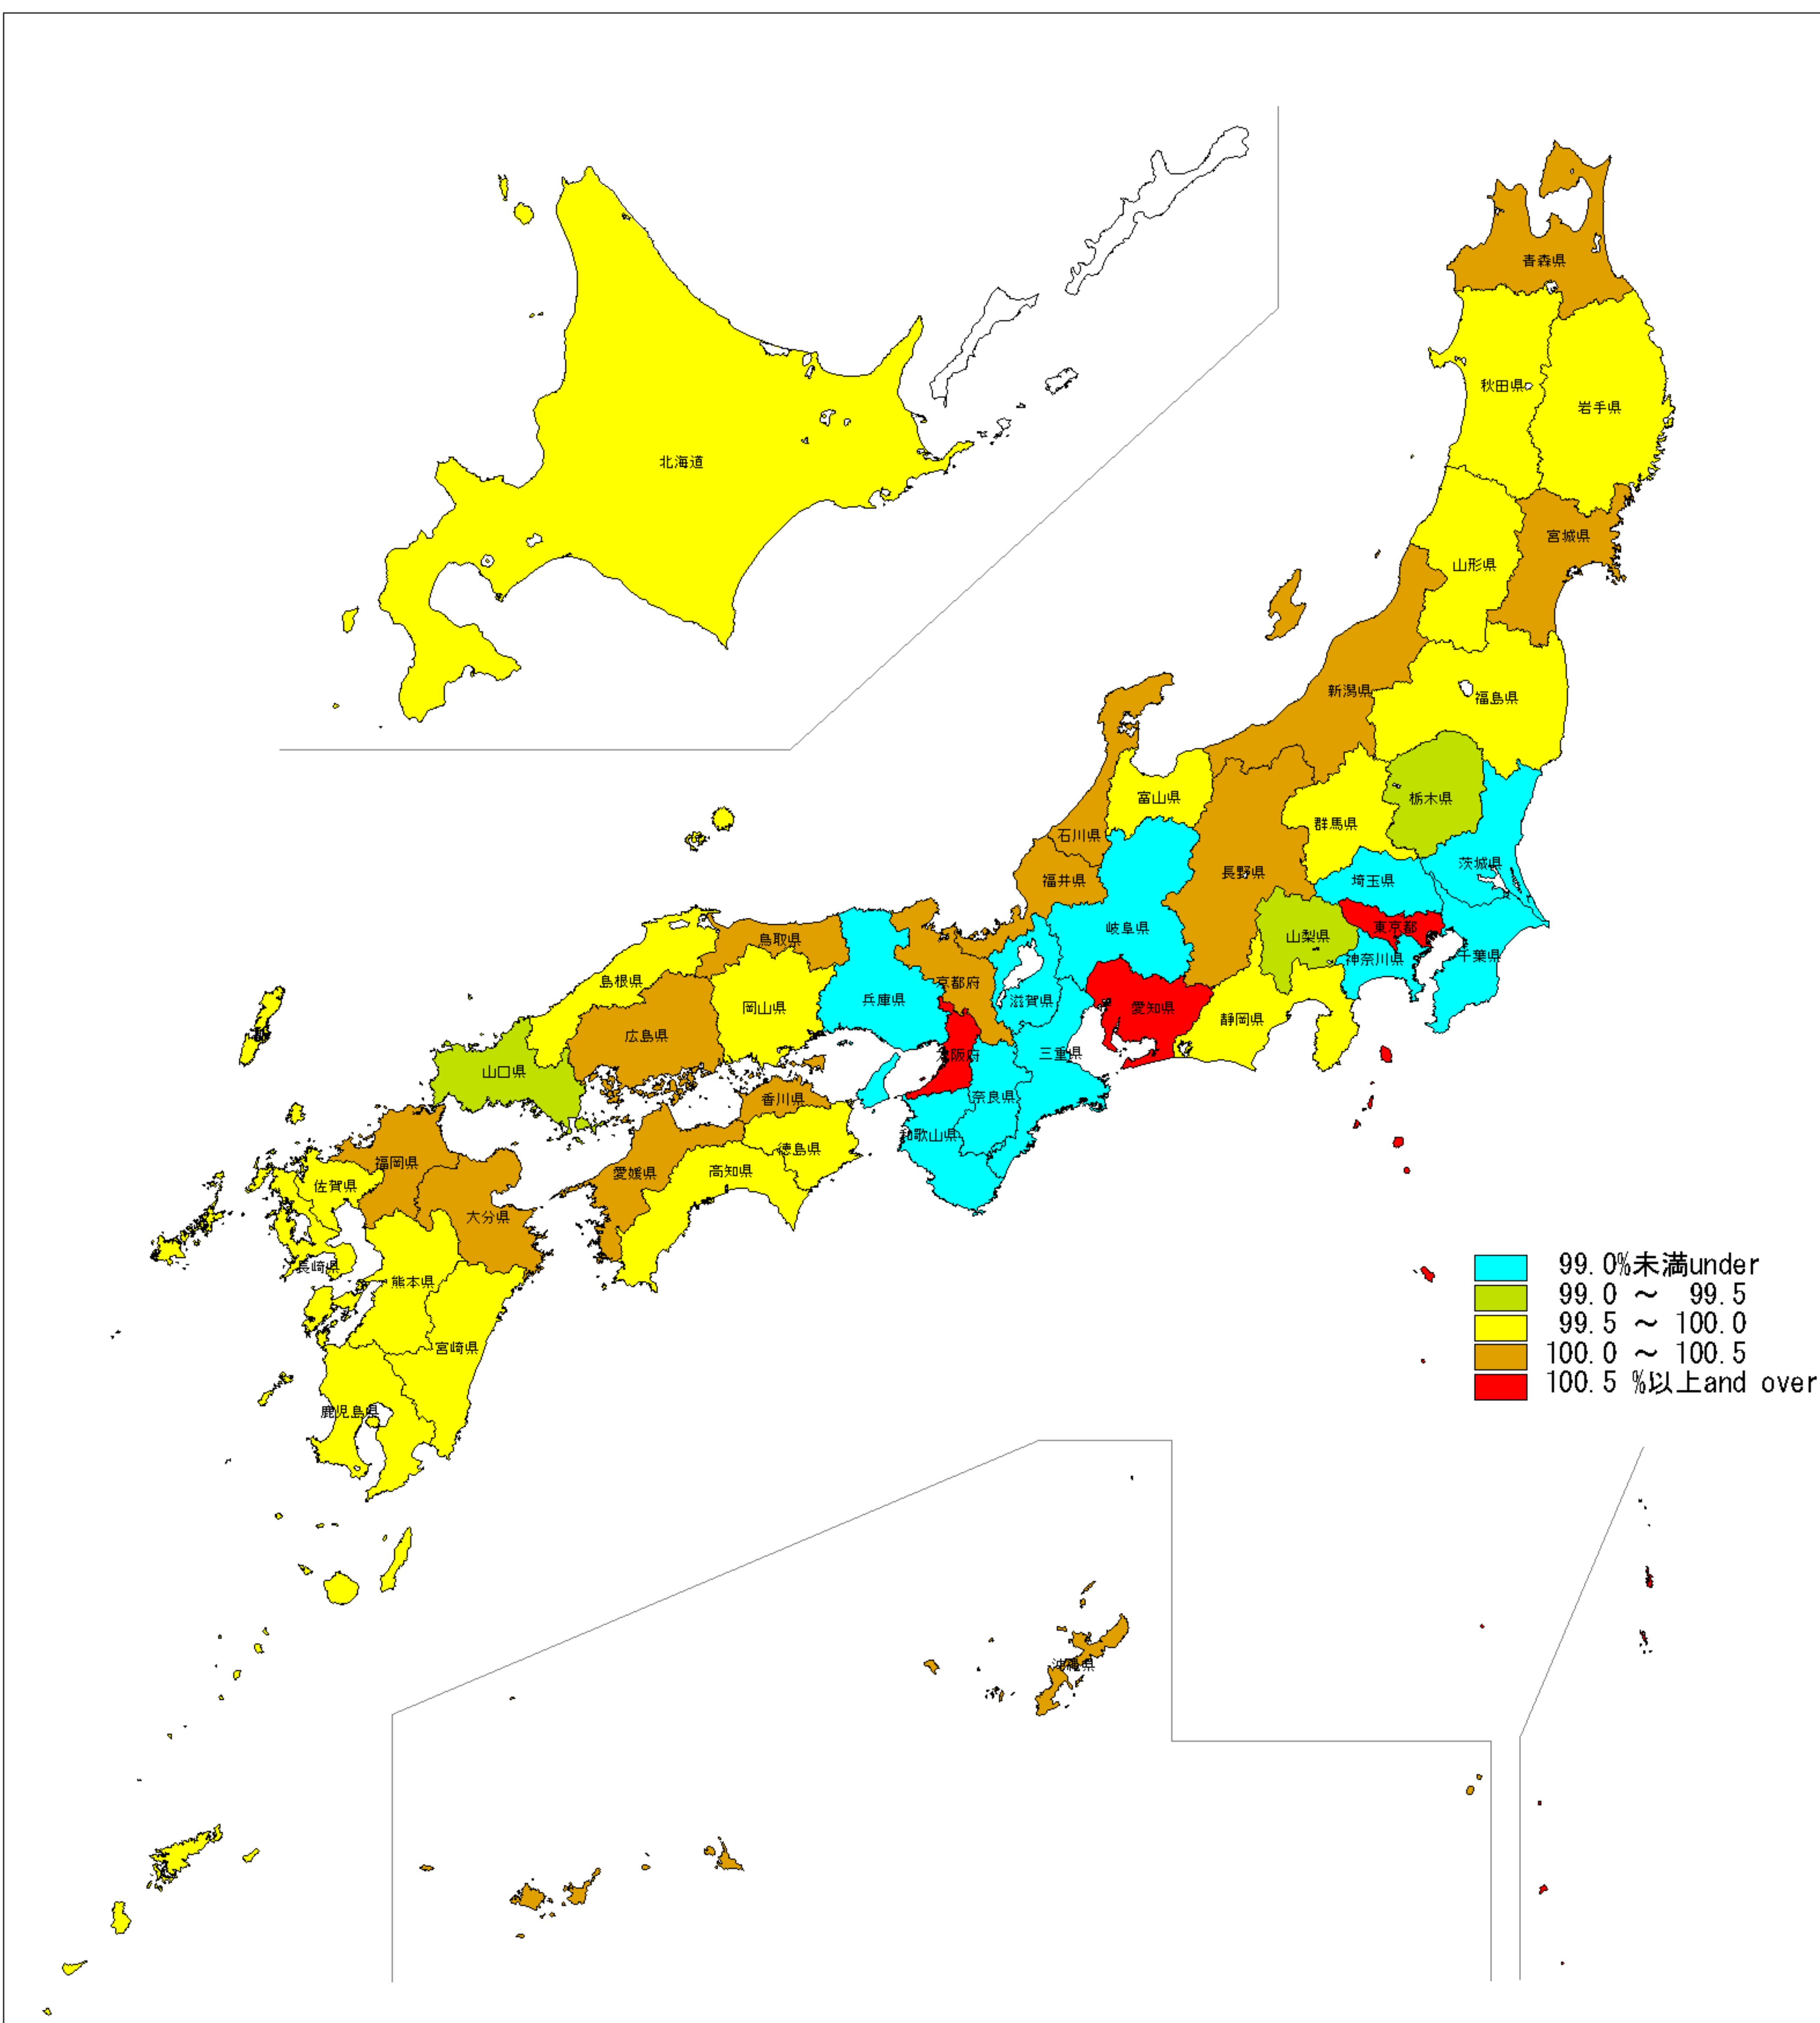 青森県
秋田県
岩手県
北海道
宮城県
山形県
新潟県
福島県
富山県
栃木県
群馬県
石川県
茨城県
福井県
長野県
埼玉県
岐阜県
東京都
山梨県
鳥取県
神奈川県
千葉県
島根県
京都府
兵庫県
滋賀県
岡山県
愛知県
静岡県
広島県
大阪府
三重県
山口県
香川県
奈良県
和歌山県
徳島県
福岡県
愛媛県
高知県
佐賀県
大分県
長崎県
熊本県
宮崎県
鹿児島県
沖縄県
99.0%未満under
99.0 ～ 99.5
99.5 ～ 100.0
100.0 ～ 100.5
100.5 %以上and over